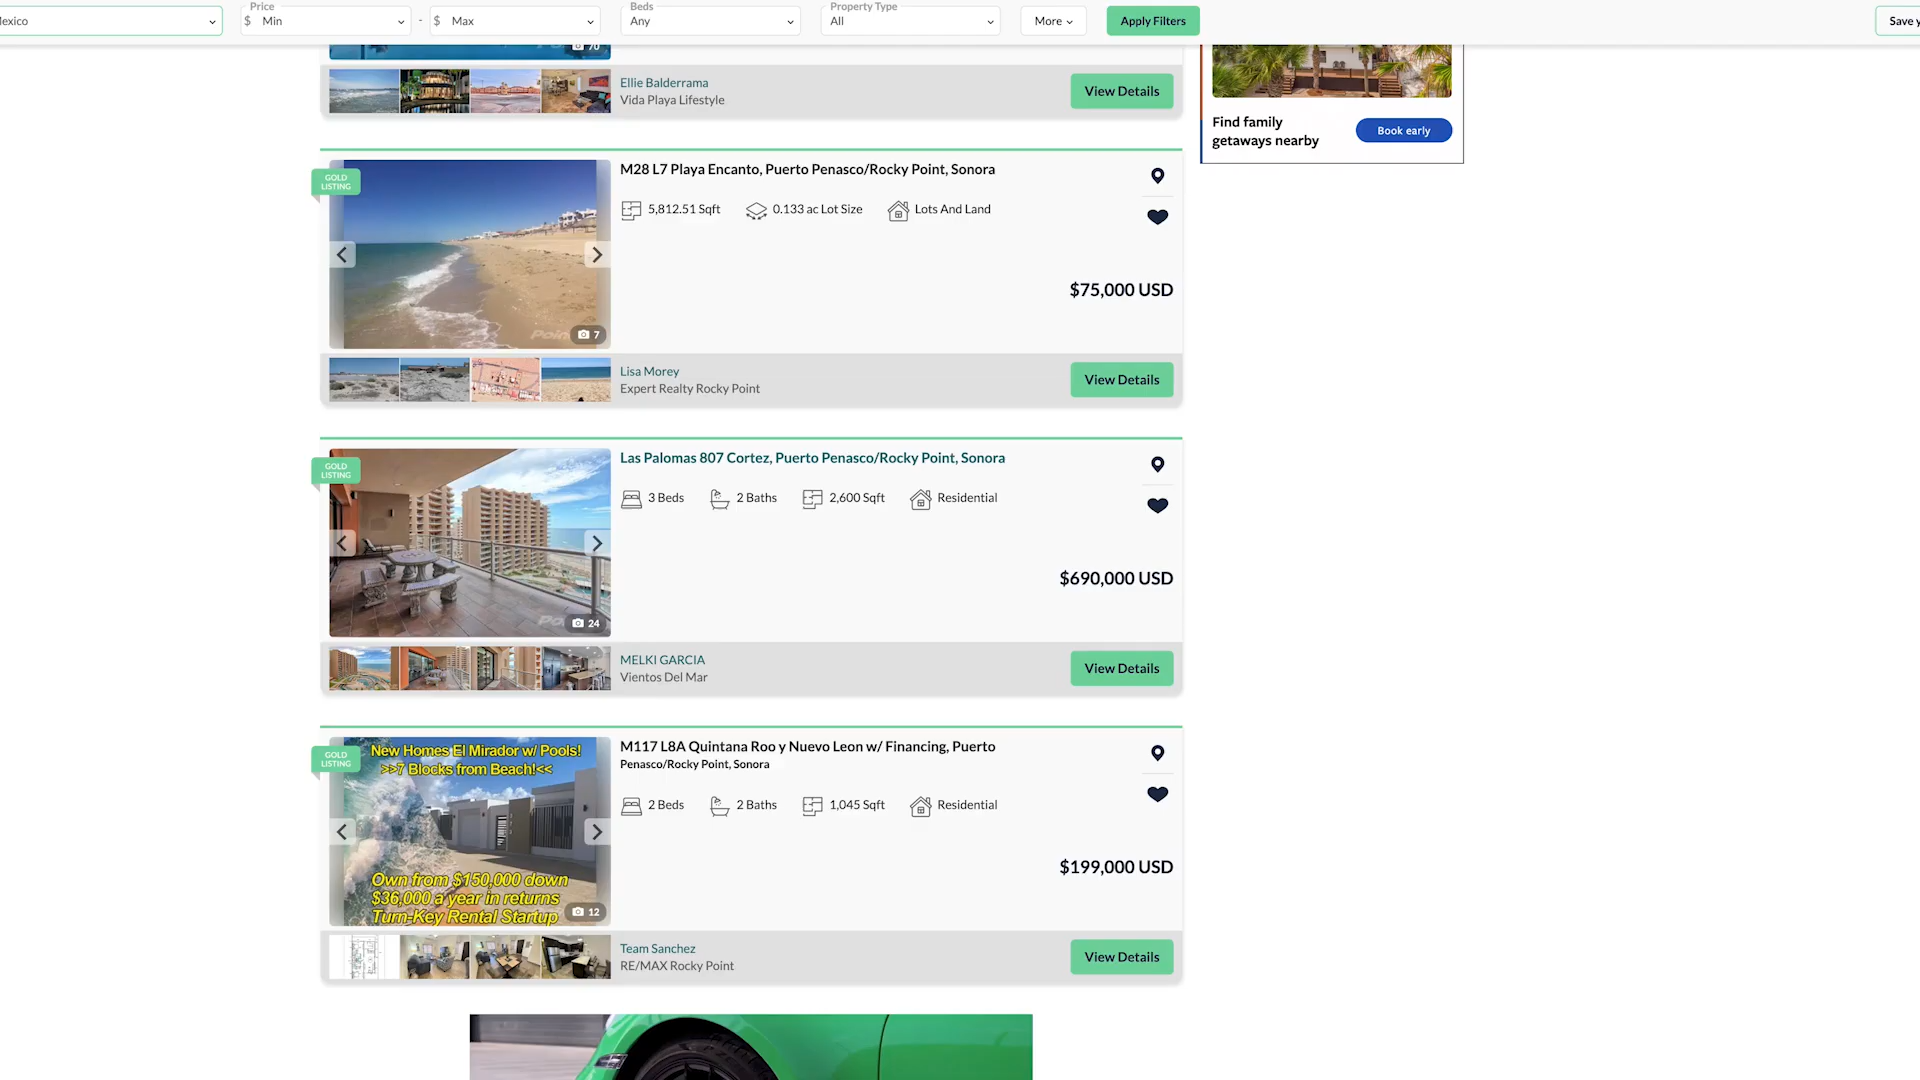 Mexico
Price
$ Min
-
$ Max
Beds
Any
Property Type
All
More
Apply Filters
Save
70
Ellie Balderrama
Vida Playa Lifestyle
View Details
Find family
getaways nearby
Book early
GOLD
LISTING
M28 L7 Playa Encanto, Puerto Penasco/Rocky Point, Sonora
5,812.51 Sqft
0.133 ac Lot Size
Lots And Land
$75,000 USD
7
Lisa Morey
Expert Realty Rocky Point
View Details
GOLD
LISTING
Las Palomas 807 Cortez, Puerto Penasco/Rocky Point, Sonora
3 Beds
2 Baths
2,600 Sqft
Residential
$690,000 USD
24
MELKI GARCIA
Vientos Del Mar
View Details
GOLD
LISTING
New Homes El Mirador w/ Pools!
>>7 Blocks from Beach!<<
Own from $150,000 down
$36,000 a year in returns
Turn-Key Rental Startup
12
M117 L8A Quintana Roo y Nuevo Leon w/ Financing, Puerto
Penasco/Rocky Point, Sonora
2 Beds
2 Baths
1,045 Sqft
Residential
$199,000 USD
Team Sanchez
RE/MAX Rocky Point
View Details